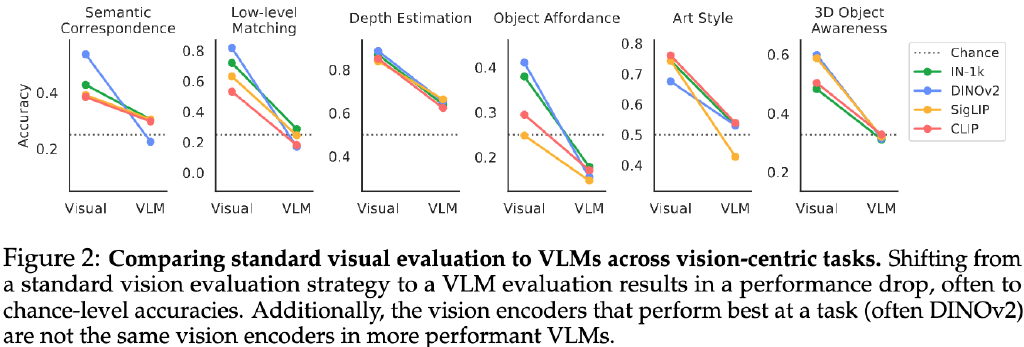 Semantic
Correspondence
Low-level
Matching
Depth Estimation
Object Affordance
Art Style
3D Object
Awareness
Accuracy
0.4
0.2
0.8
0.6
0.4
0.2
0.0
0.8
0.6
0.4
0.4
0.2
0.8
0.7
0.6
0.5
0.4
0.6
0.4
0.2
Chance
IN-1k
DINOv2
SigLIP
CLIP
Visual VLM
Visual VLM
Visual VLM
Visual VLM
Visual VLM
Visual VLM
Figure 2: Comparing standard visual evaluation to VLMs across vision-centric tasks. Shifting from
a standard vision evaluation strategy to a VLM evaluation results in a performance drop, often to
chance-level accuracies. Additionally, the vision encoders that perform best at a task (often DINOv2)
are not the same vision encoders in more performant VLMs.